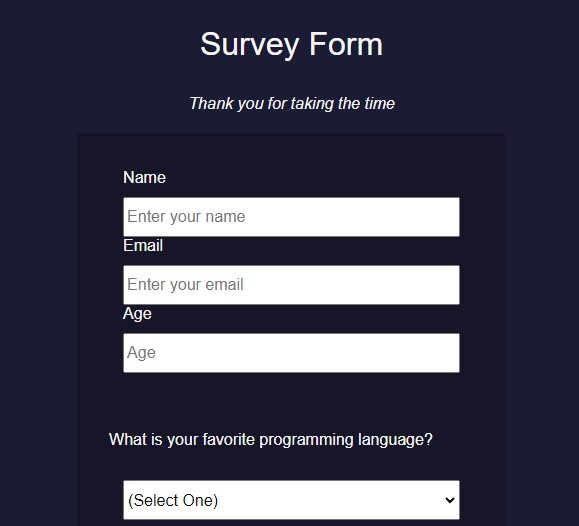 Survey Form
Thank you for taking the time
Name
Enter your name
Email
Enter your email
Age
Age
What is your favorite programming language?
(Select One)